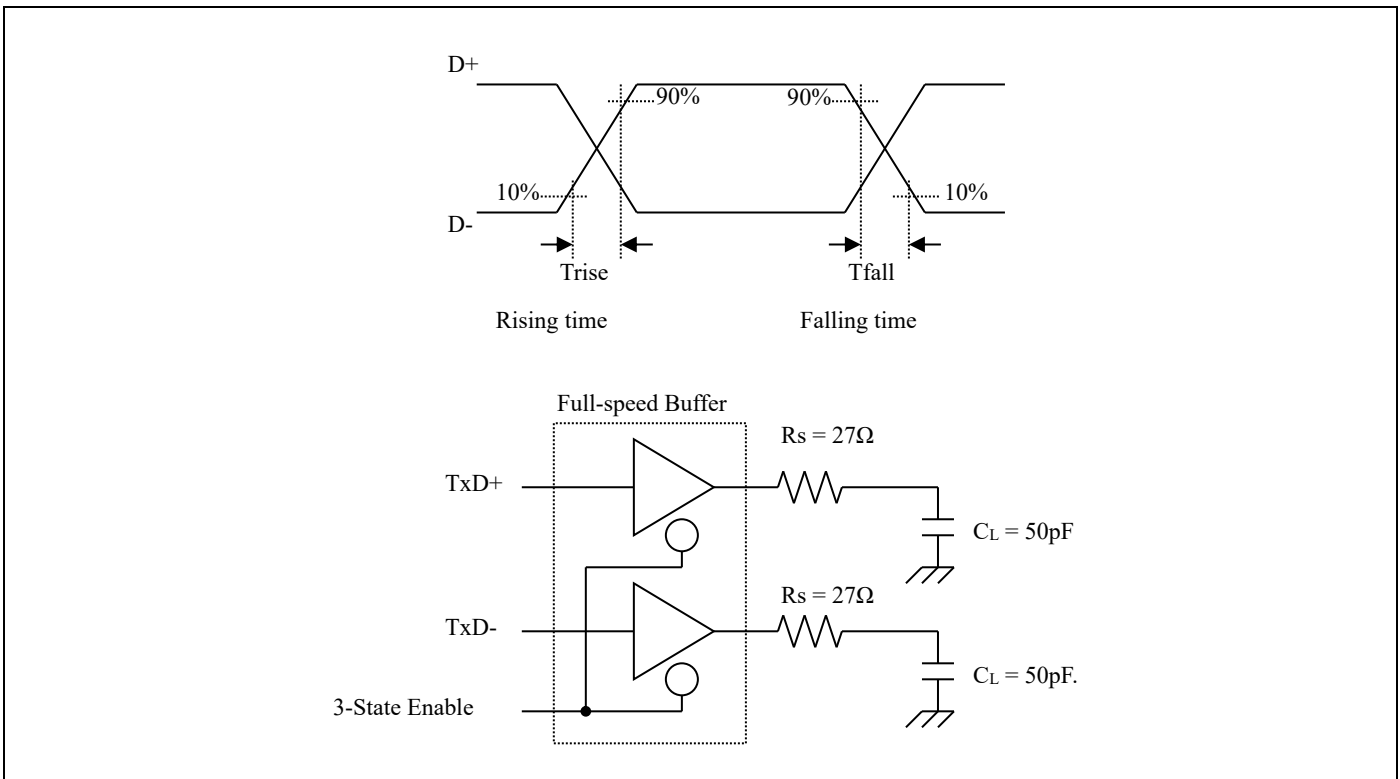 D+
90%
90%
10%
10%
D-
Trise
Tfall
Rising time
Falling time
Full-speed Buffer
Rs = 27Ω
TxD+
CL = 50pF
Rs = 27Ω
TxD-
CL = 50pF.
3-State Enable